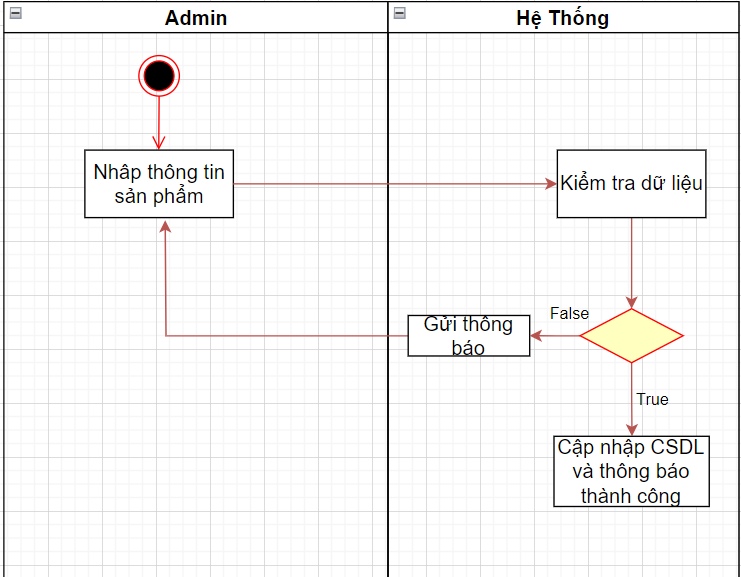 Admin
Hệ Thống
Nhâp thông tin
sản phẩm
Kiểm tra dữ liệu
Gửi thông
báo
False
True
Cập nhập CSDL
và thông báo
thành công